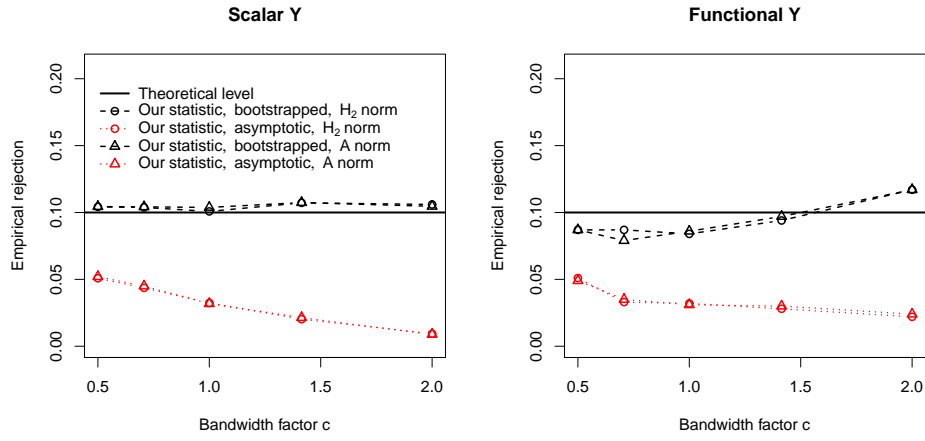 Scalar Y
Functional Y
Empirical rejection
0.20
0.15
0.10
0.05
0.00
Theoretical level
Our statistic, bootstrapped, H2 norm
Our statistic, asymptotic, H2 norm
Our statistic, bootstrapped, A norm
Our statistic, asymptotic, A norm
0.5 1.0 1.5 2.0
Bandwidth factor c
Empirical rejection
0.20
0.15
0.10
0.05
0.00
0.5 1.0 1.5 2.0
Bandwidth factor c